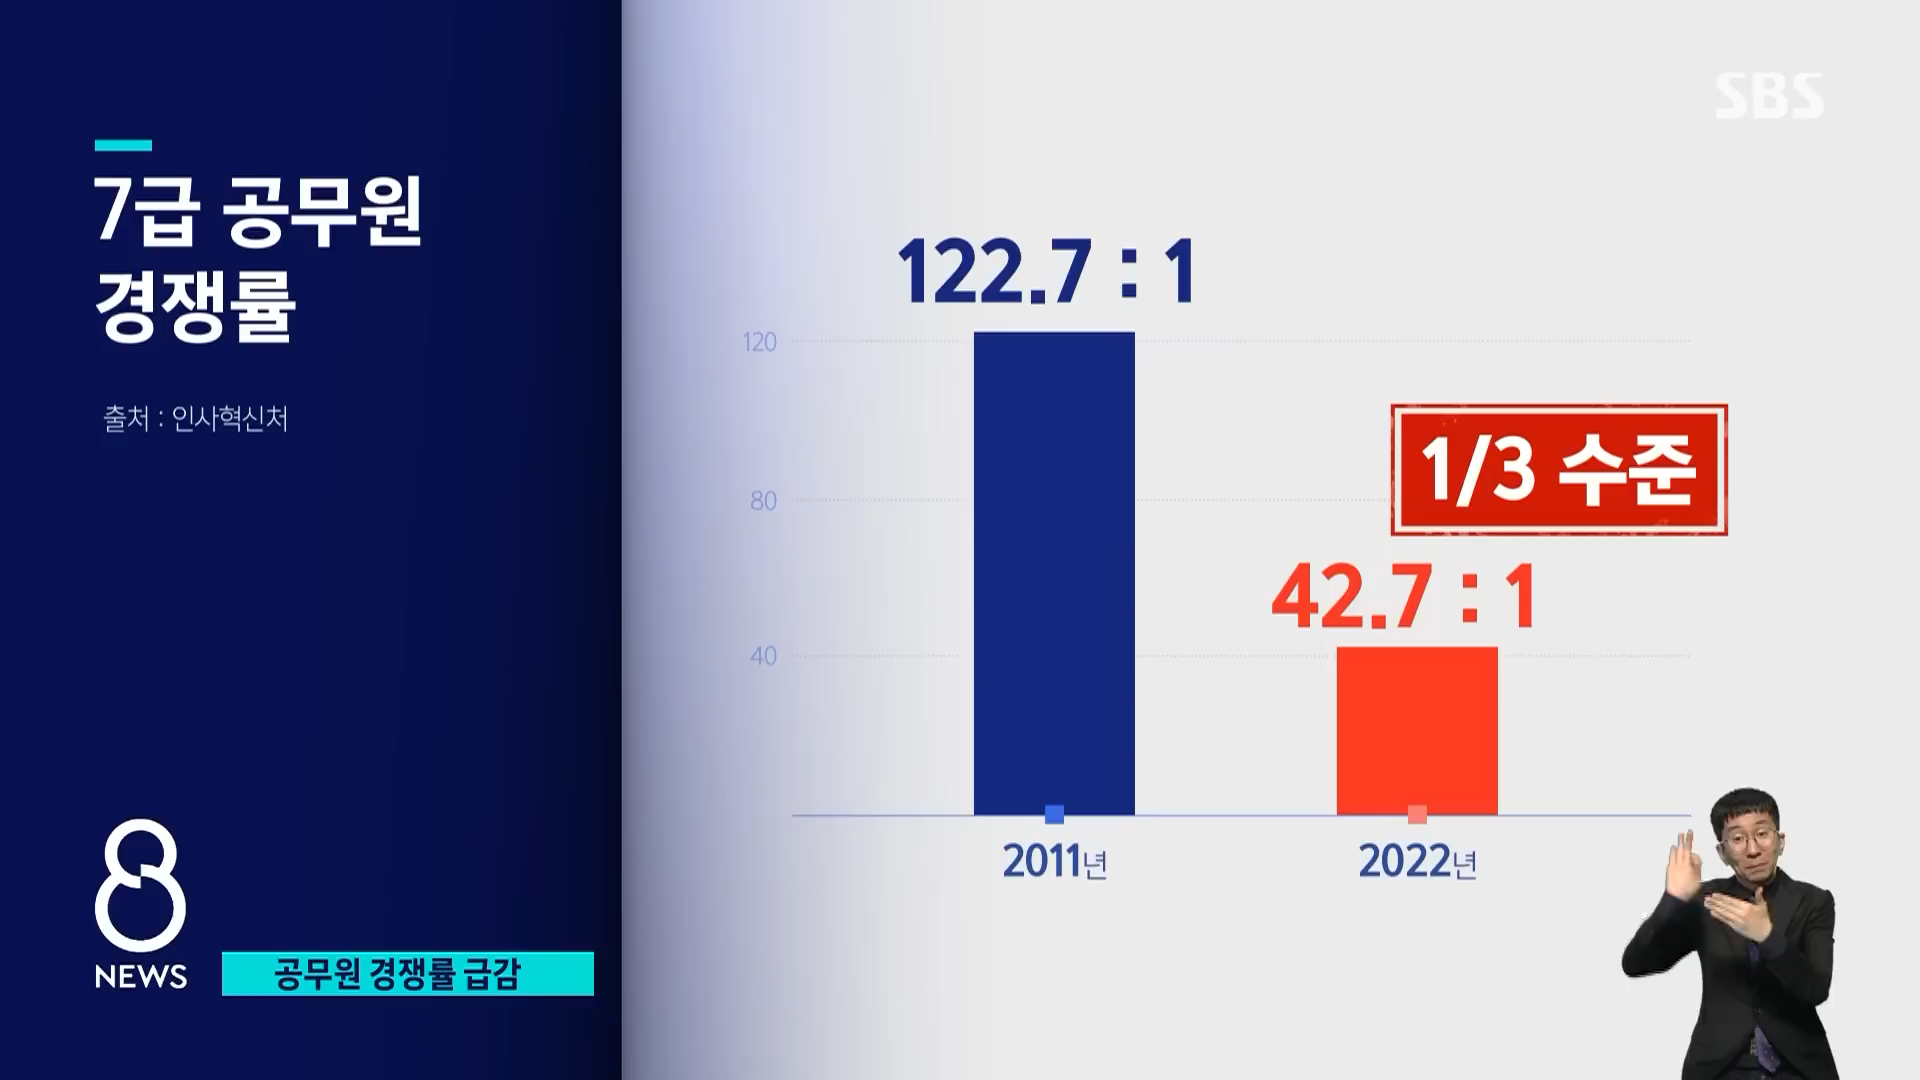 SBS
7급 공무원
경쟁률
출처 : 인사혁신처
122.7 : 1
120
80
40
1/3 수준
42.7 : 1
2011년
2022년
8
NEWS
공무원 경쟁률 급감